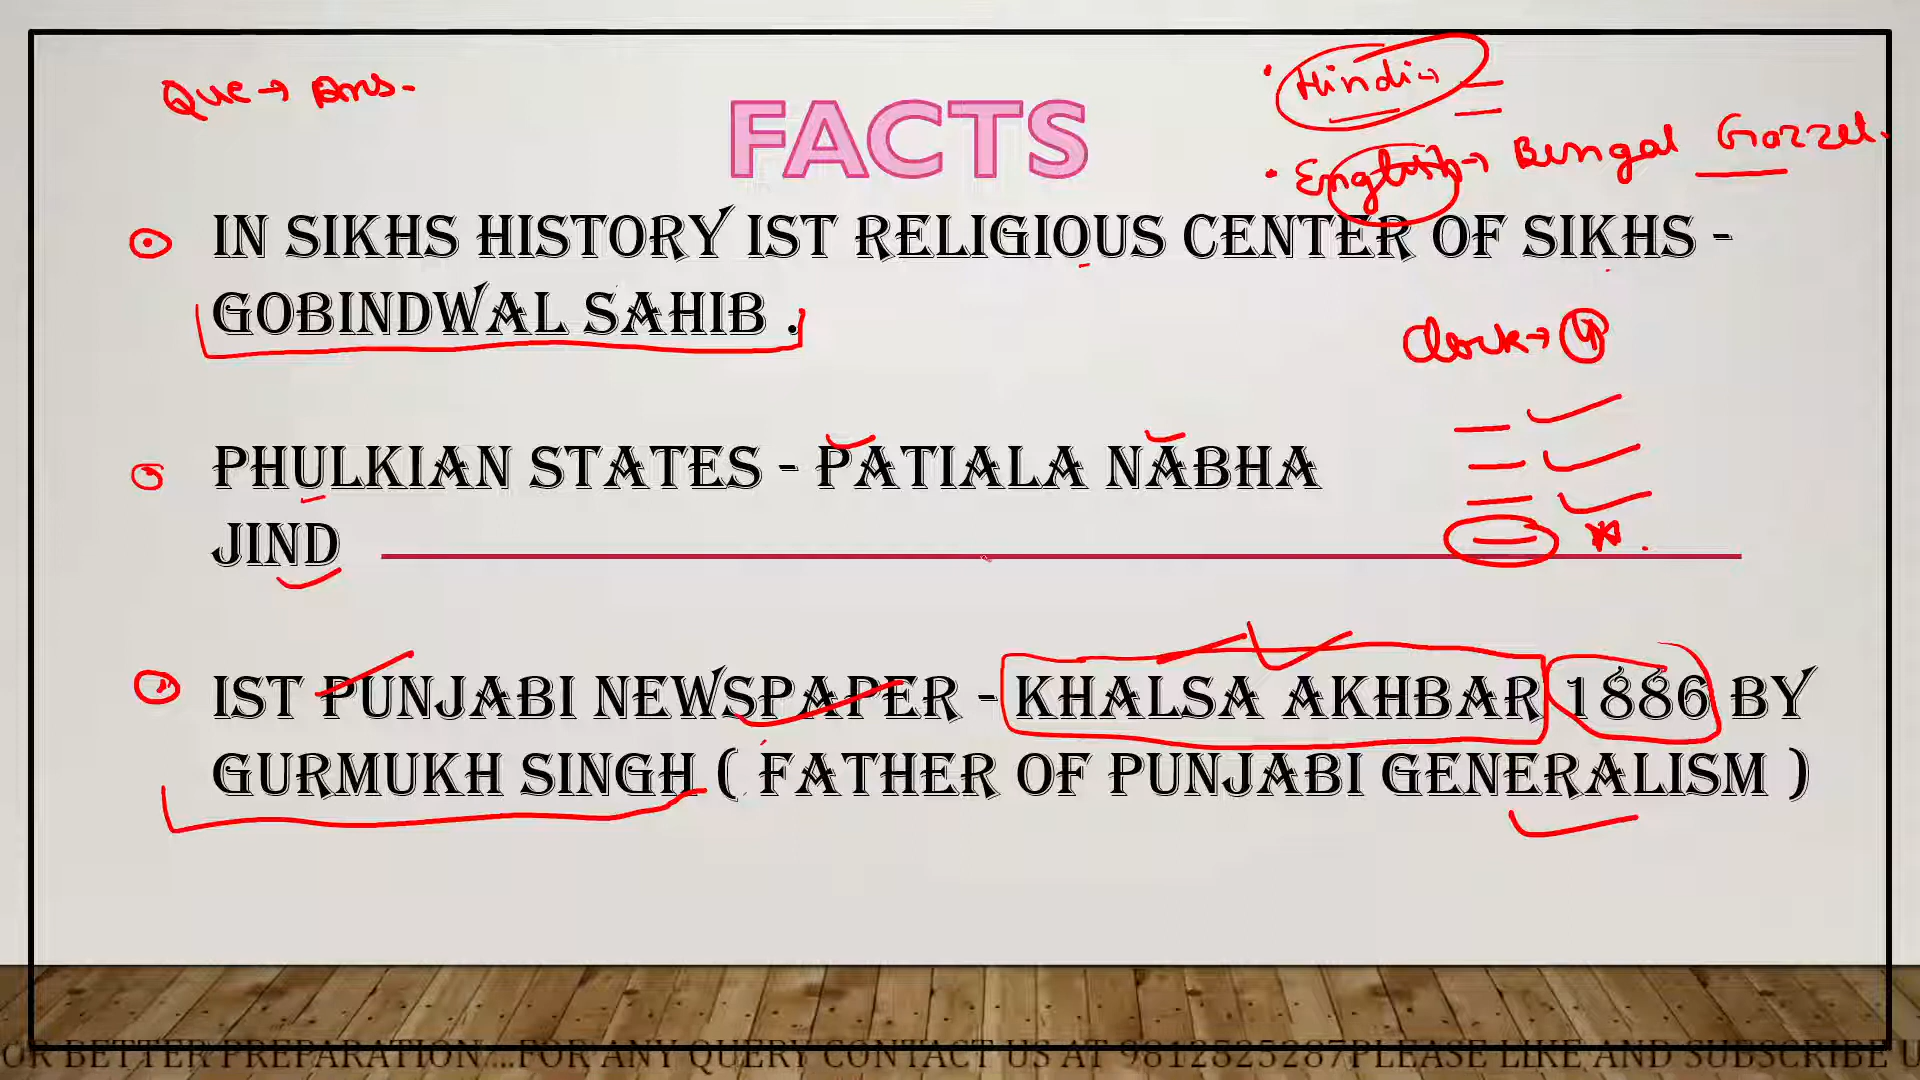 Que → Ans.
Hindi →
FACTS
English → Bengal Gazzet.
IN SIKHS HISTORY IST RELIGIOUS CENTER OF SIKHS -
GOBINDWAL SAHIB .
Clerk → 4
PHULKIAN STATES - PATIALA NABHA
JIND
IST PUNJABI NEWSPAPER - KHALSA AKHBAR 1886 BY
GURMUKH SINGH ( FATHER OF PUNJABI GENERALISM )
OR BETTER PREPARATION....FOR ANY QUERY CONTACT US AT 9812525287PLEASE LIKE AND SUBSCRIBE U